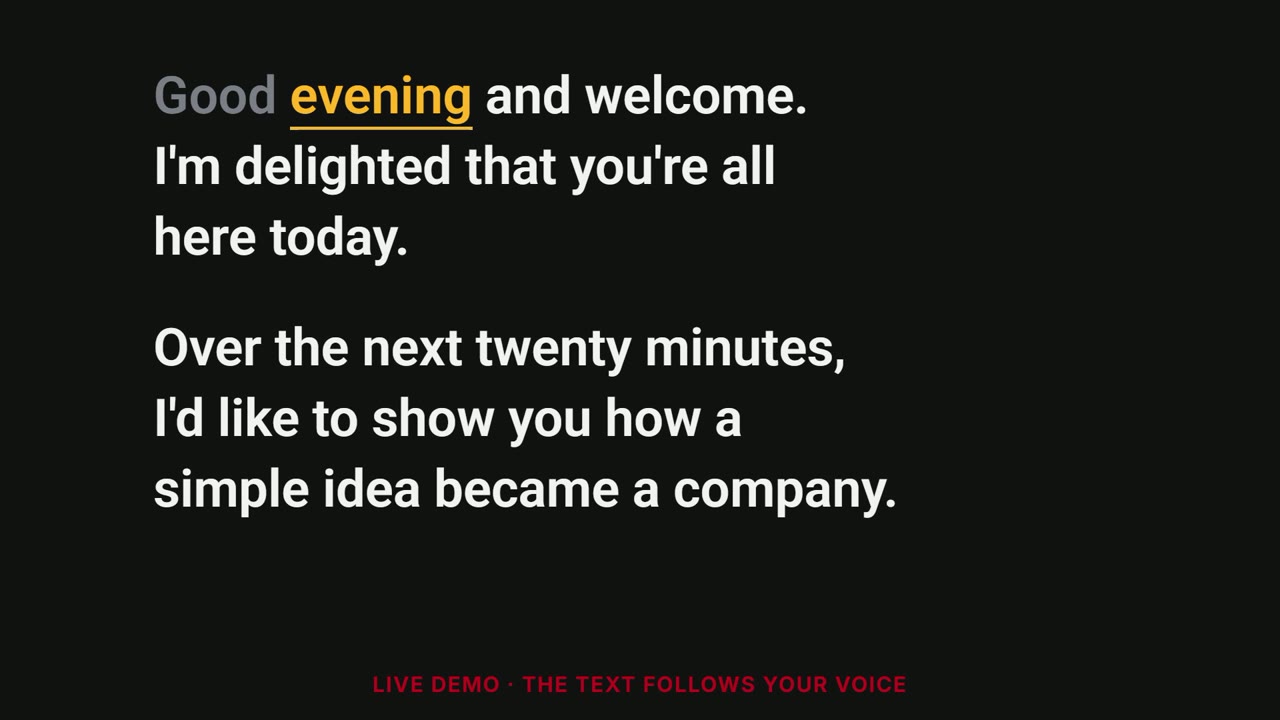 Good evening and welcome.
I'm delighted that you're all
here today.
Over the next twenty minutes,
I'd like to show you how a
simple idea became a company.
LIVE DEMO · THE TEXT FOLLOWS YOUR VOICE